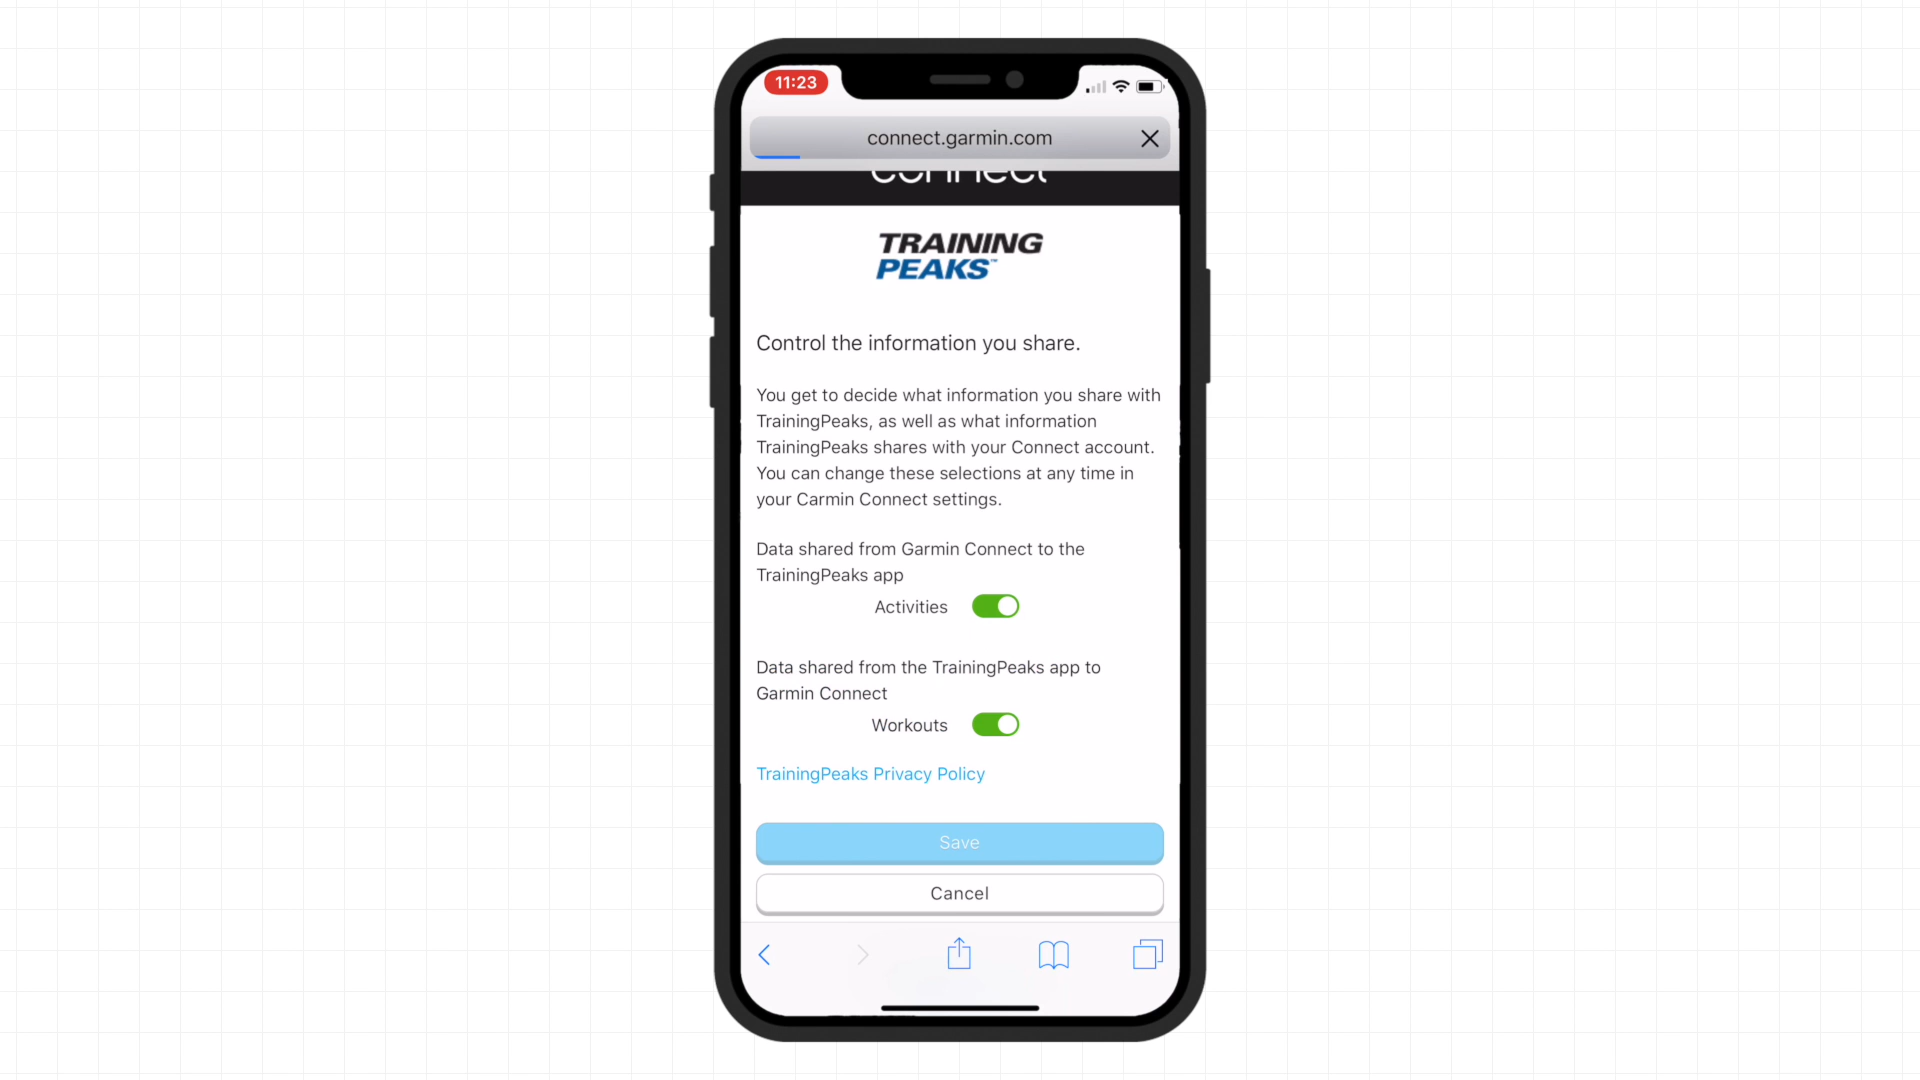 11:23
connect.garmin.com
connect
TRAINING
PEAKS™
Control the information you share.
You get to decide what information you share with
TrainingPeaks, as well as what information
TrainingPeaks shares with your Connect account.
You can change these selections at any time in
your Carmin Connect settings.
Data shared from Garmin Connect to the
TrainingPeaks app
Activities
Data shared from the TrainingPeaks app to
Garmin Connect
Workouts
TrainingPeaks Privacy Policy
Save
Cancel